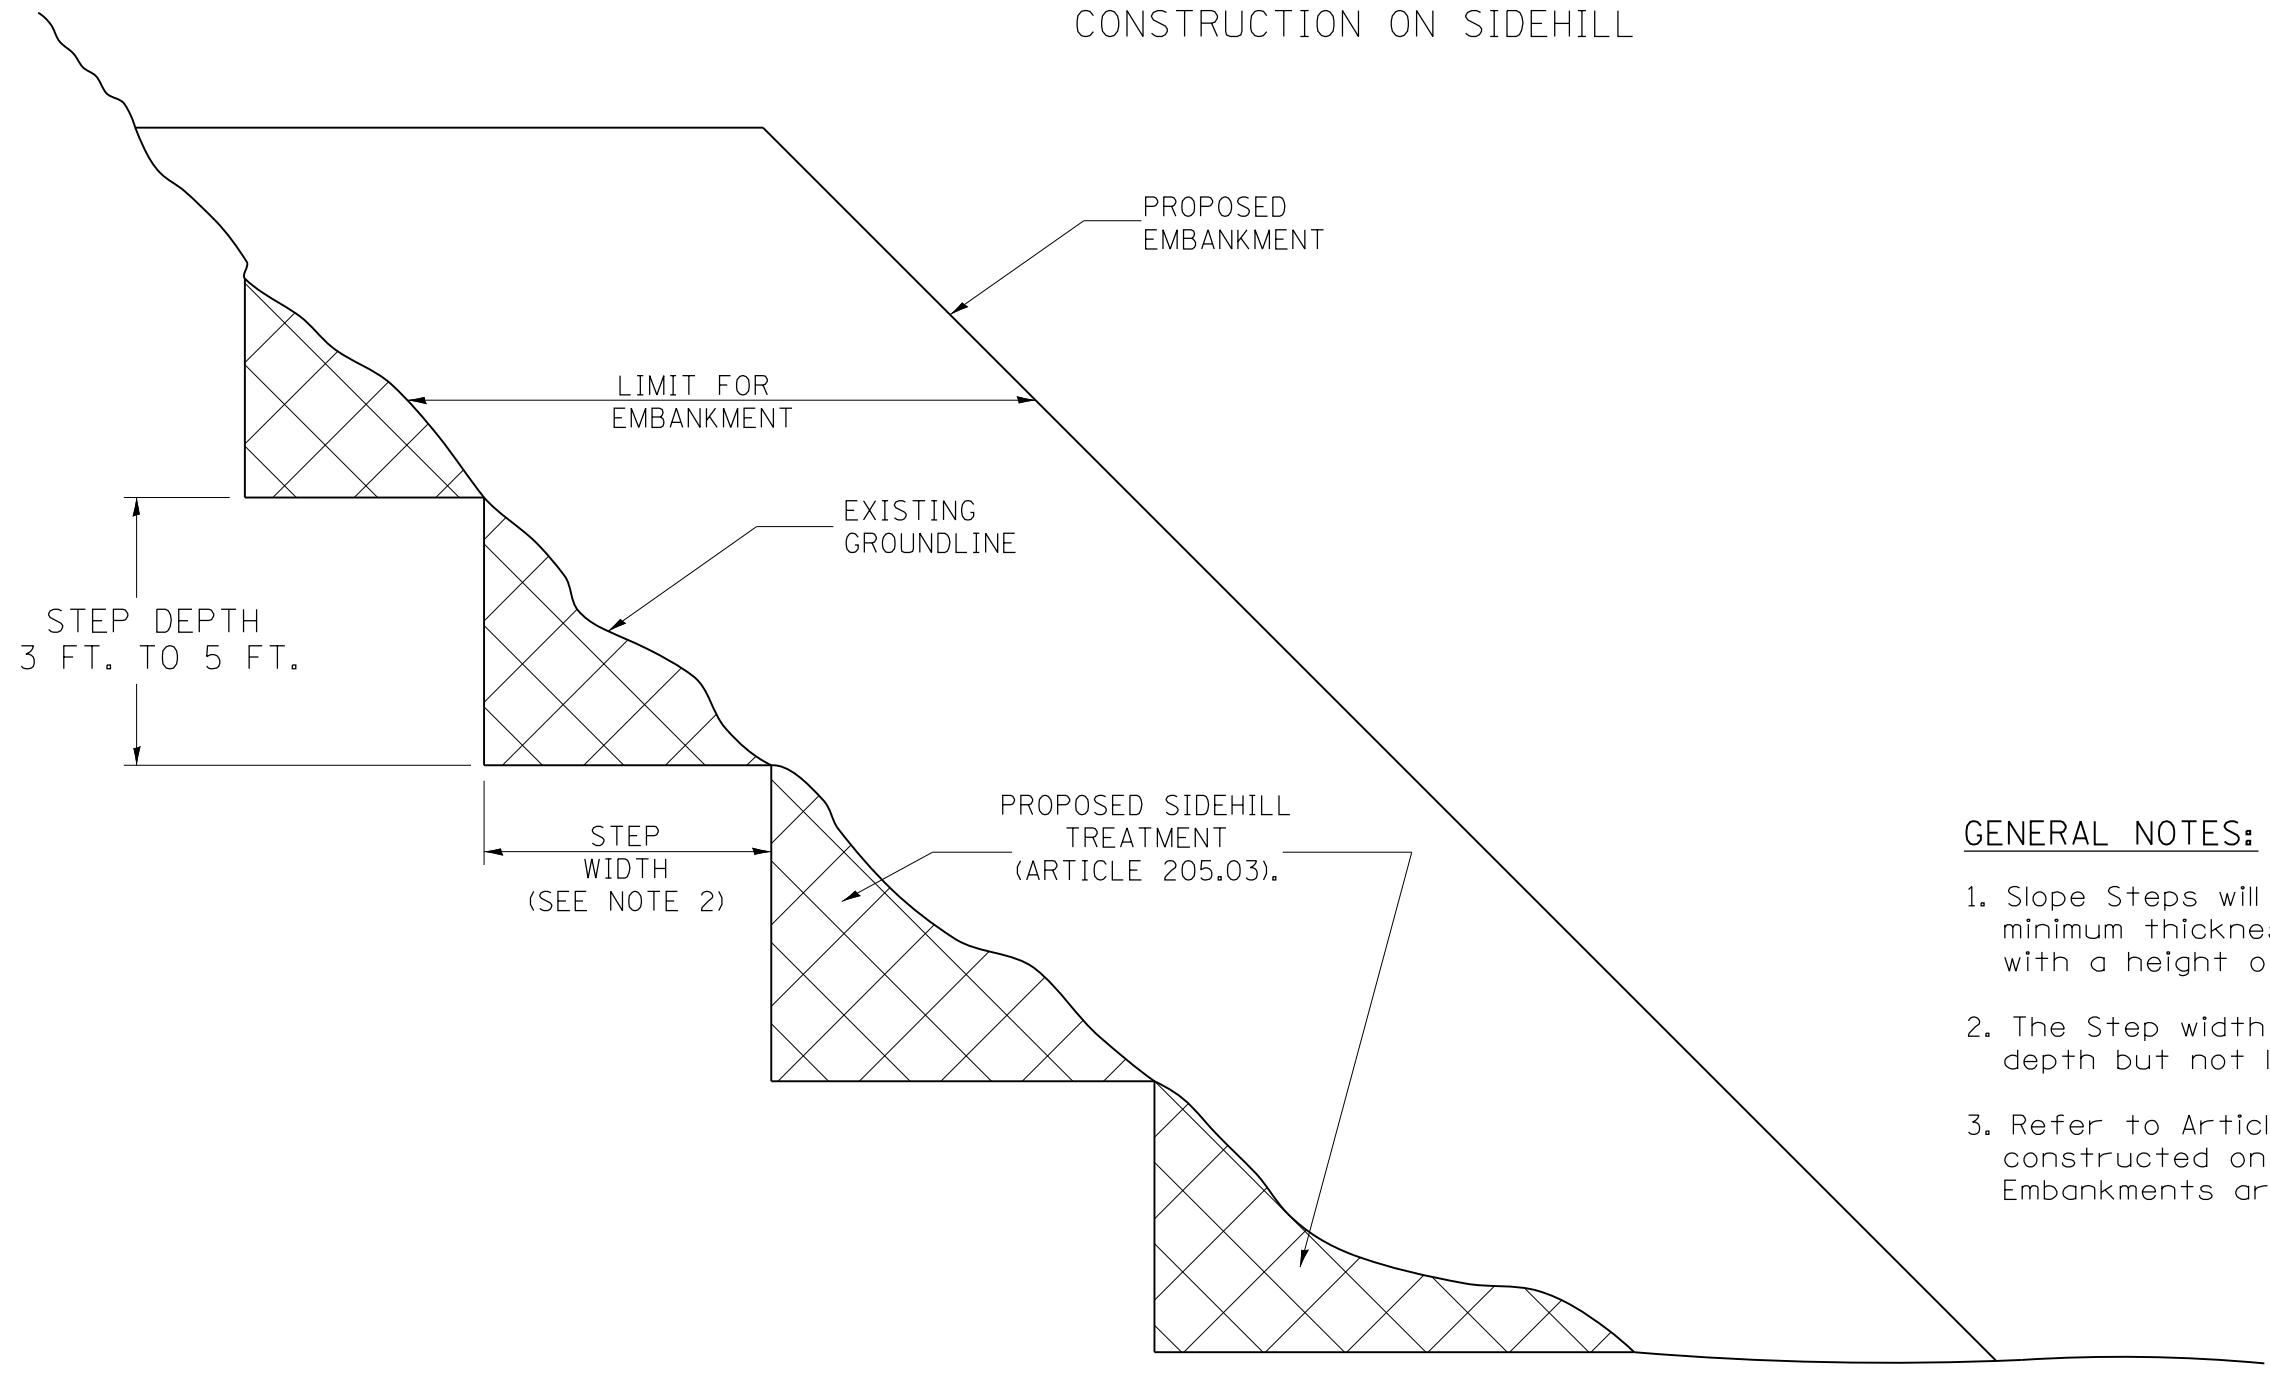 CONSTRUCTION ON SIDEHILL
PROPOSED
EMBANKMENT
LIMIT FOR
EMBANKMENT
EXISTING
GROUNDLINE
STEP DEPTH
3 FT. TO 5 FT.
STEP
WIDTH
(SEE NOTE 2)
PROPOSED SIDEHILL
TREATMENT
(ARTICLE 205.03).
GENERAL NOTES:
1. Slope Steps will
minimum
with a height
2. The Step width
depth but not
3. Refer to
constructed on
Embankments